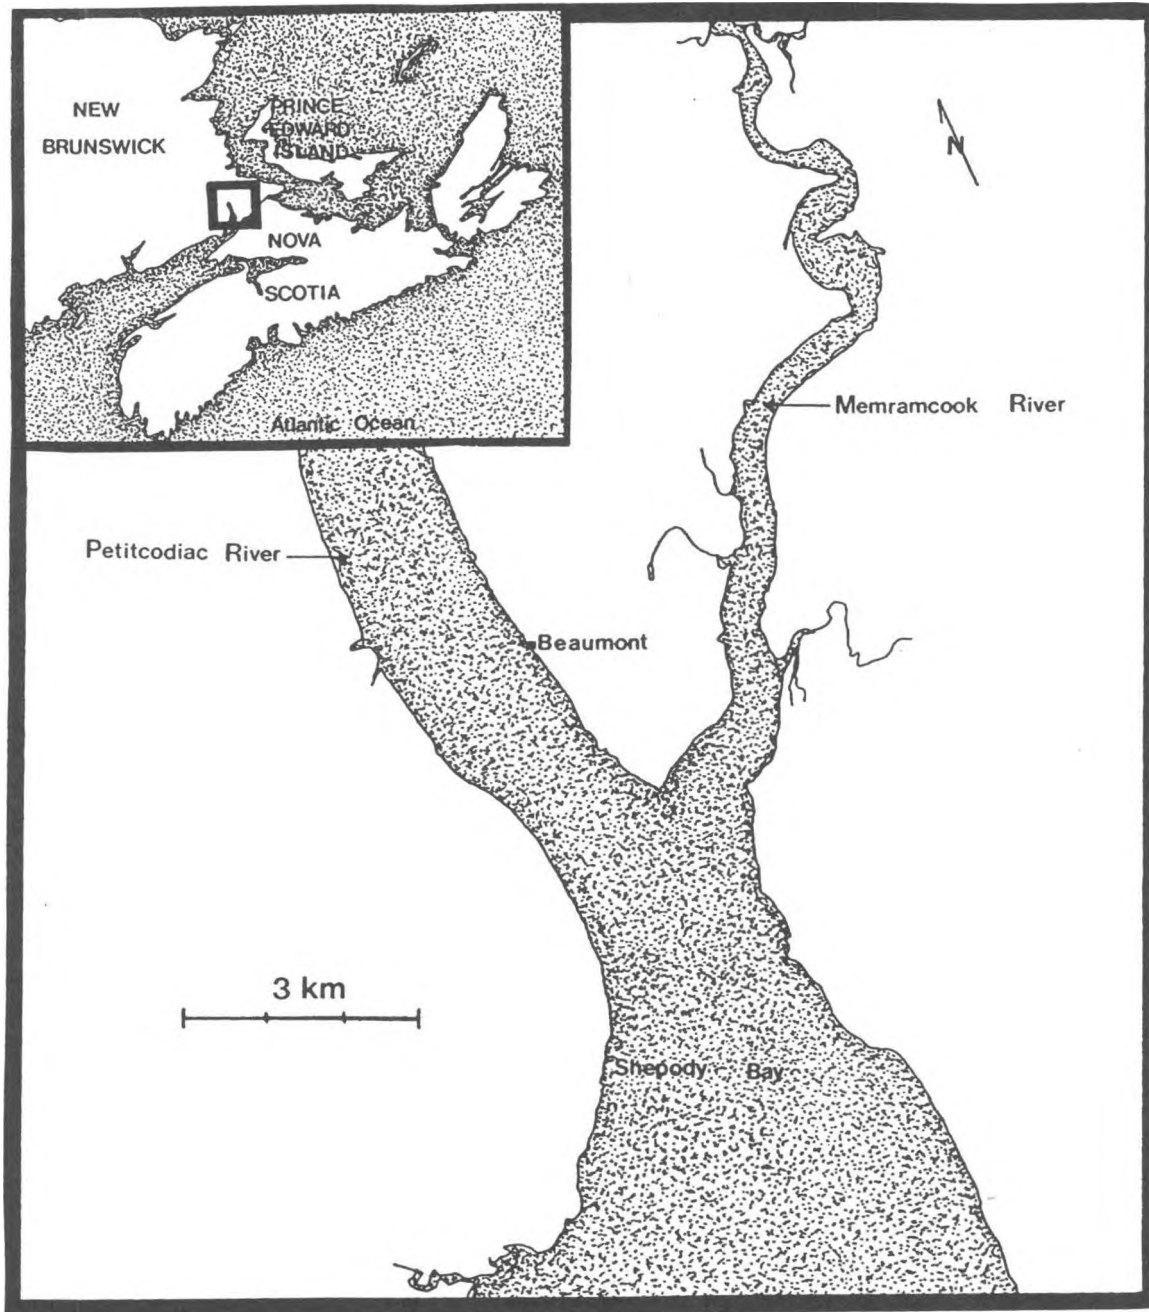 NEW
BRUNSWICK
PRINCE
EDWARD
ISLAND
NOVA
SCOTIA
Atlantic Ocean
N
Memramcook River
Petitcodiac River
Beaumont
3 km
Shepody Bay